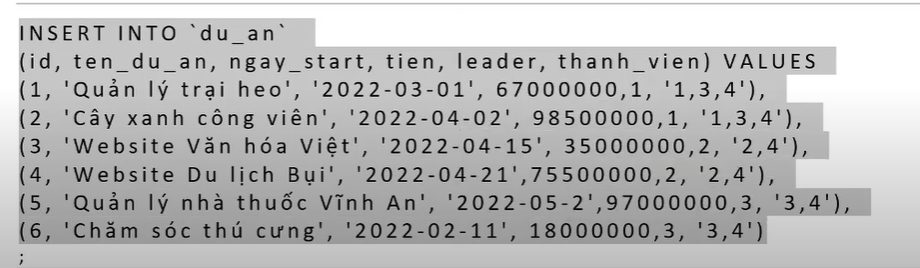 INSERT INTO `du_an`
(id, ten_du_an, ngay_start, tien, leader, thanh_vien) VALUES
(1, 'Quản lý trại heo', '2022-03-01', 67000000,1, '1,3,4'),
(2, 'Cây xanh công viên', '2022-04-02', 98500000,1, '1,3,4'),
(3, 'Website Văn hóa Việt', '2022-04-15', 35000000,2, '2,4'),
(4, 'Website Du lịch Bụi', '2022-04-21',75500000,2, '2,4'),
(5, 'Quản lý nhà thuốc Vĩnh An', '2022-05-2',97000000,3, '3,4'),
(6, 'Chăm sóc thú cưng', '2022-02-11', 18000000,3, '3,4')
;